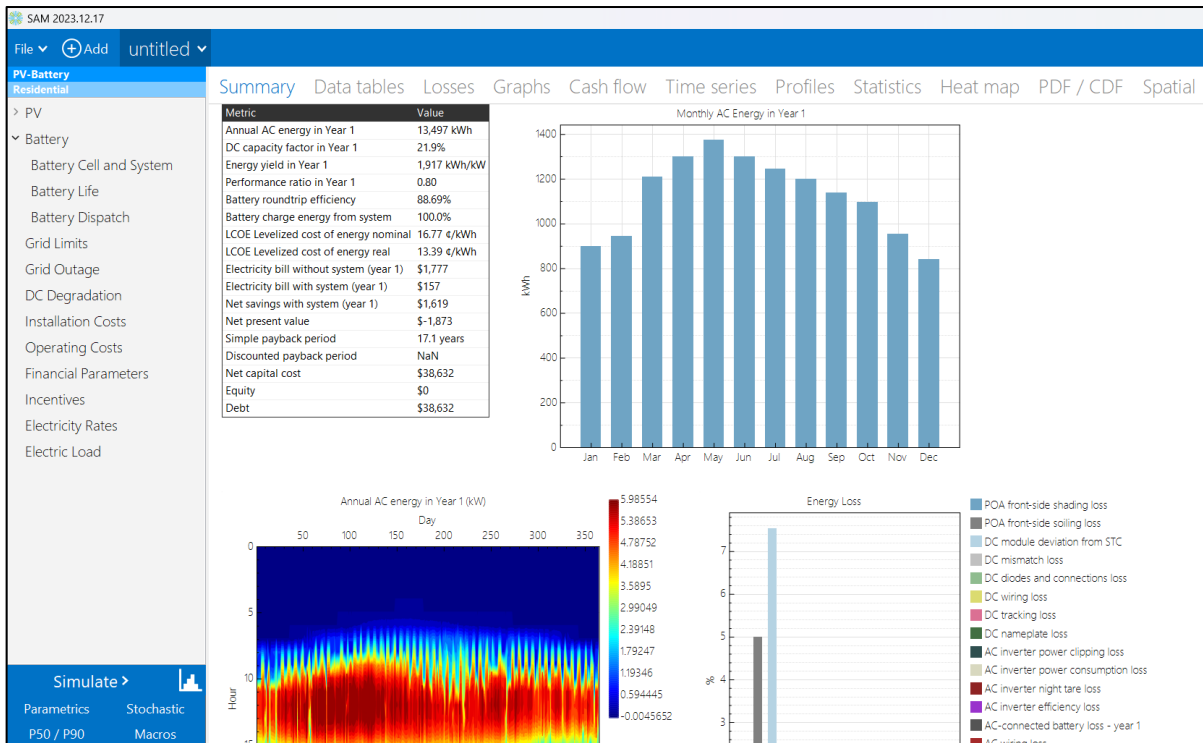 SAM 2023.12.17
File Add untitled
PV-Battery
Residential
PV
Battery
Battery Cell and System
Battery Life
Battery Dispatch
Grid Limits
Grid Outage
DC Degradation
Installation Costs
Operating Costs
Financial Parameters
Incentives
Electricity Rates
Electric Load
Simulate >
Parametrics Stochastic
P50 / P90 Macros
Summary Data tables Losses Graphs Cash flow Time series Profiles Statistics Heat map PDF / CDF Spatial
Metric Value
Annual AC energy in Year 1 13,497 kWh
DC capacity factor in Year 1 21.9%
Energy yield in Year 1 1,917 kWh/kW
Performance ratio in Year 1 0.80
Battery roundtrip efficiency 88.69%
Battery charge energy from system 100.0%
LCOE Levelized cost of energy nominal 16.77 ¢/kWh
LCOE Levelized cost of energy real 13.39 ¢/kWh
Electricity bill without system (year 1) $1,777
Electricity bill with system (year 1) $157
Net savings with system (year 1) $1,619
Net present value $-1,873
Simple payback period 17.1 years
Discounted payback period NaN
Net capital cost $38,632
Equity $0
Debt $38,632
Monthly AC Energy in Year 1
1400
1200
1000
800
600
400
200
0
kWh
Jan Feb Mar Apr May Jun Jul Aug Sep Oct Nov Dec
Annual AC energy in Year 1 (kW)
Day
50 100 150 200 250 300 350
0
5
10
15
Hour
5.98554
5.38653
4.78752
4.18851
3.5895
2.99049
2.39148
1.79247
1.19346
0.594445
-0.0045652
Energy Loss
7
6
5
4
3
%
POA front-side shading loss
POA front-side soiling loss
DC module deviation from STC
DC mismatch loss
DC diodes and connections loss
DC wiring loss
DC tracking loss
DC nameplate loss
AC inverter power clipping loss
AC inverter power consumption loss
AC inverter night tare loss
AC inverter efficiency loss
AC-connected battery loss - year 1
AC wiring loss